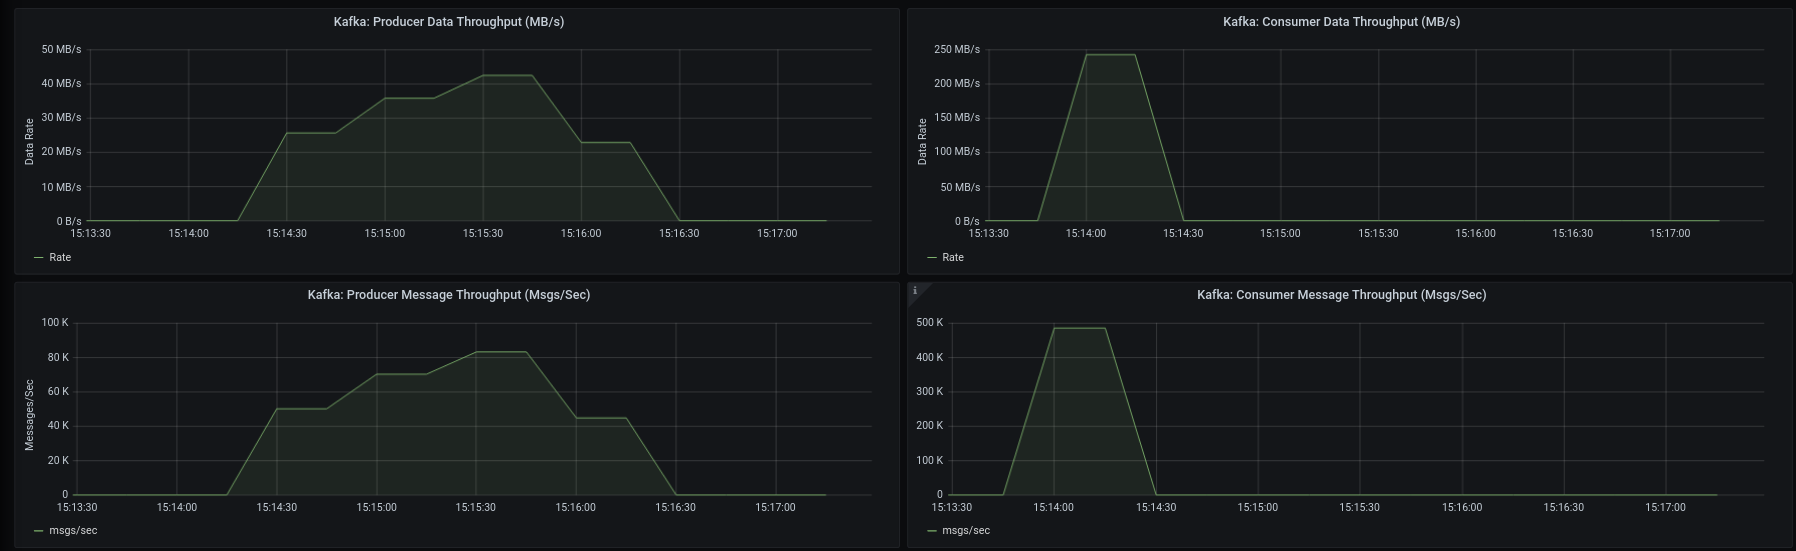 Kafka: Producer Data Throughput (MB/s)
50 MB/s
40 MB/s
30 MB/s
20 MB/s
10 MB/s
0 B/s
Data Rate
15:13:30 15:14:00 15:14:30 15:15:00 15:15:30 15:16:00 15:16:30 15:17:00
Rate
Kafka: Consumer Data Throughput (MB/s)
250 MB/s
200 MB/s
150 MB/s
100 MB/s
50 MB/s
0 B/s
Data Rate
15:13:30 15:14:00 15:14:30 15:15:00 15:15:30 15:16:00 15:16:30 15:17:00
Rate
Kafka: Producer Message Throughput (Msgs/Sec)
100 K
80 K
60 K
40 K
20 K
0
Messages/Sec
15:13:30 15:14:00 15:14:30 15:15:00 15:15:30 15:16:00 15:16:30 15:17:00
msgs/sec
i
Kafka: Consumer Message Throughput (Msgs/Sec)
500 K
400 K
300 K
200 K
100 K
0
15:13:30 15:14:00 15:14:30 15:15:00 15:15:30 15:16:00 15:16:30 15:17:00
msgs/sec